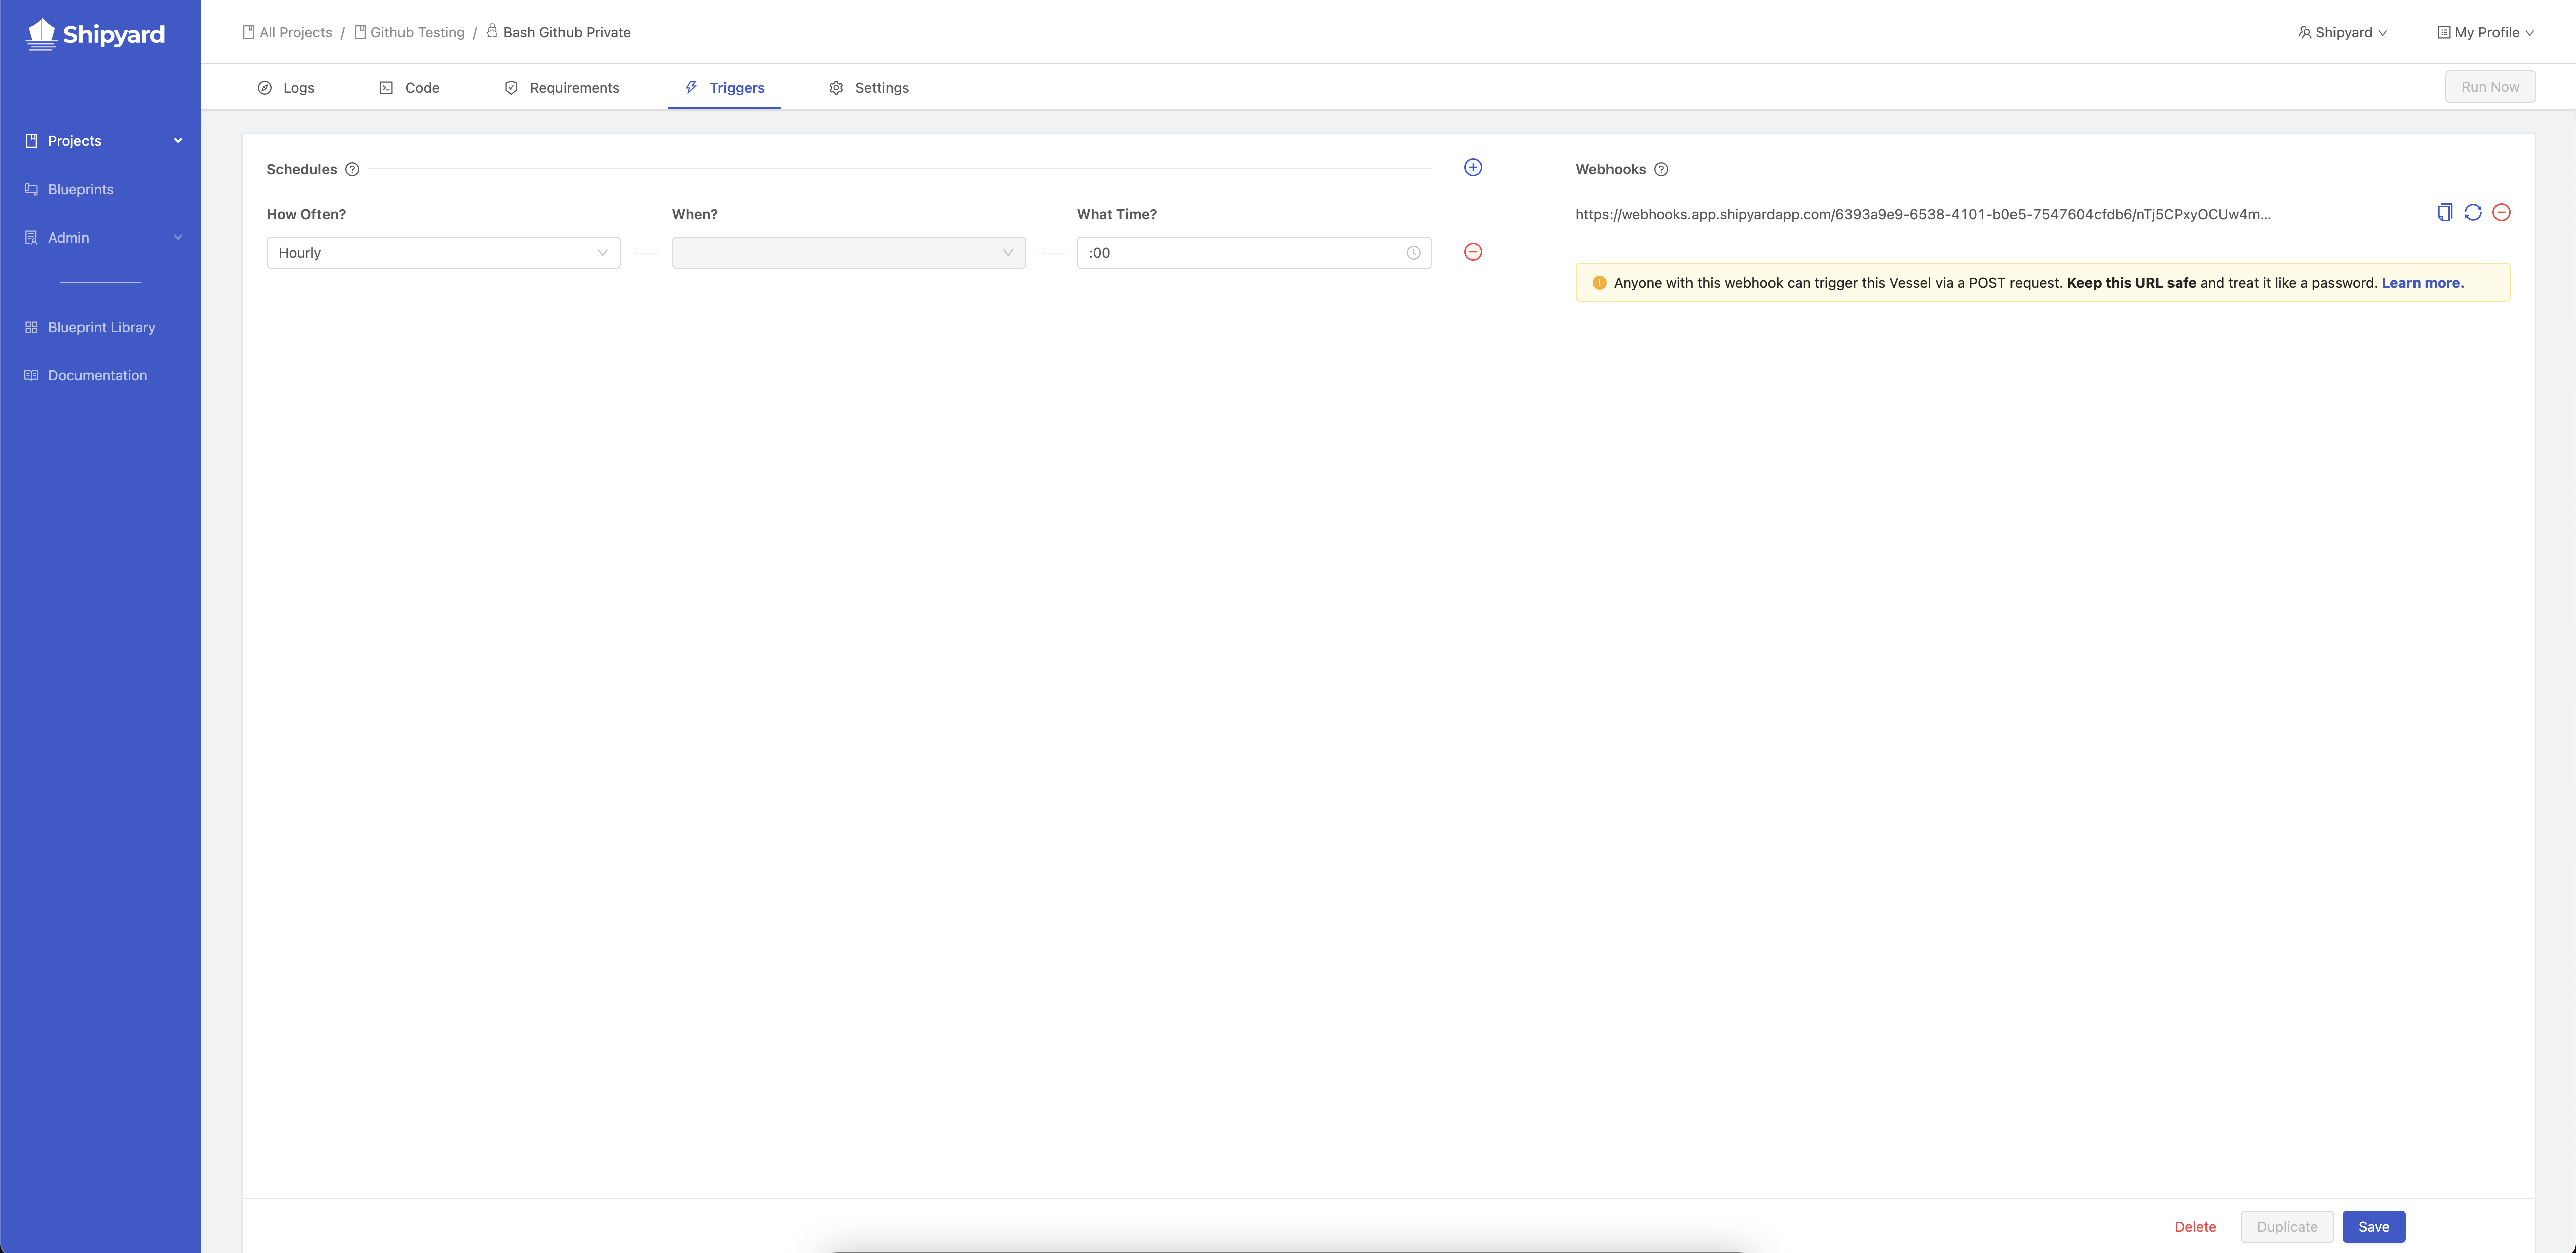 Shipyard
All Projects / Github Testing / Bash Github Private
Shipyard
My Profile
Logs
Code
Requirements
Triggers
Settings
Run Now
Projects
Blueprints
Admin
Blueprint Library
Documentation
Schedules
How Often?
When?
What Time?
Hourly
:00
Webhooks
https://webhooks.app.shipyardapp.com/6393a9e9-6538-4101-b0e5-7547604cfdb6/nTj5CPxyOCUw4m...
Anyone with this webhook can trigger this Vessel via a POST request. Keep this URL safe and treat it like a password. Learn more.
Delete
Duplicate
Save